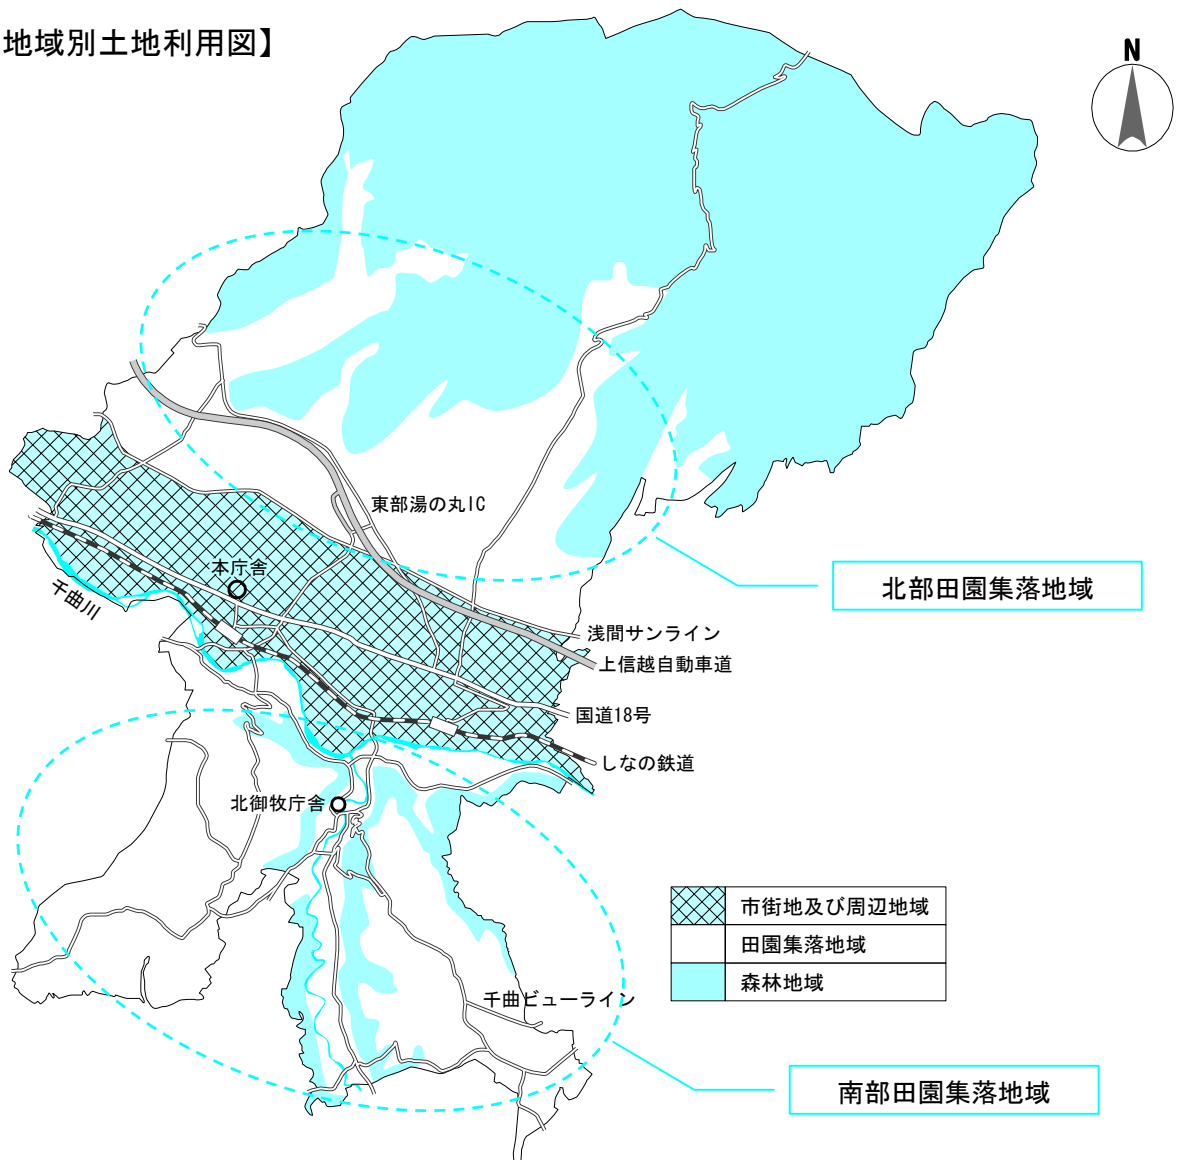 地域別土地利用図】
N
東部湯の丸IC
本庁舎
千曲川
北部田園集落地域
浅間サンライン
上信越自動車道
国道18号
しなの鉄道
北御牧庁舎
市街地及び周辺地域
田園集落地域
森林地域
千曲ビューライン
南部田園集落地域